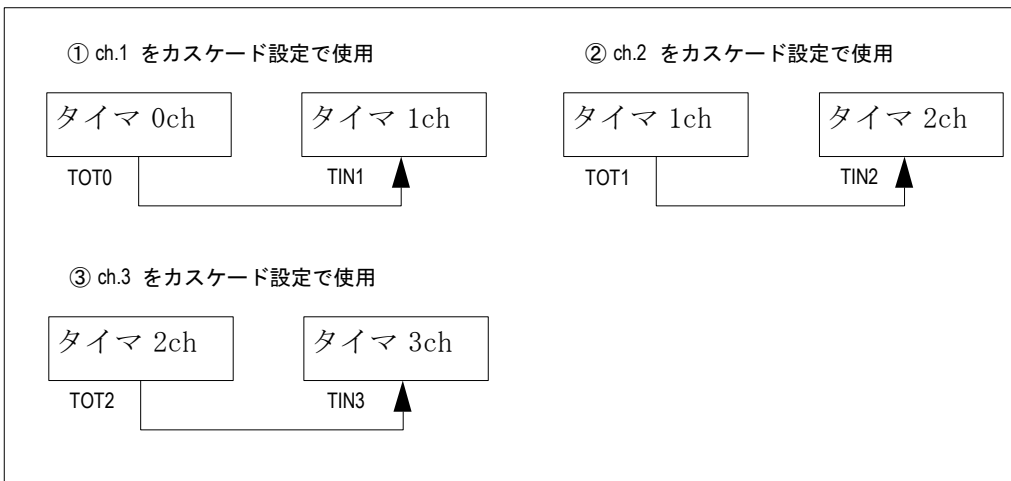 ① ch.1 をカスケード設定で使用
タイマ 0ch
タイマ 1ch
TOT0
TIN1
② ch.2 をカスケード設定で使用
タイマ 1ch
タイマ 2ch
TOT1
TIN2
③ ch.3 をカスケード設定で使用
タイマ 2ch
タイマ 3ch
TOT2
TIN3